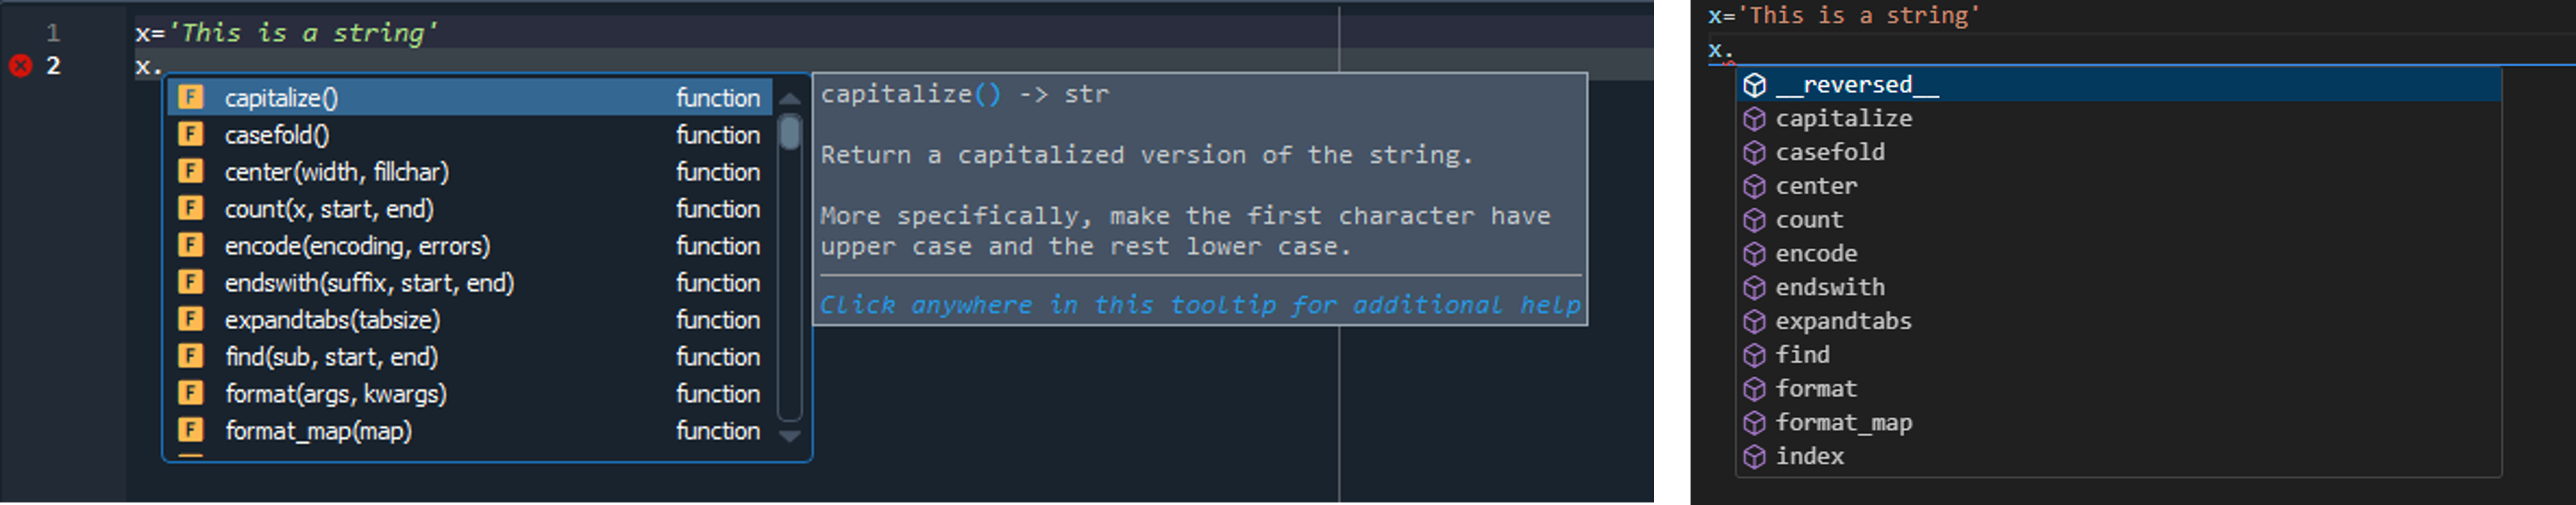 1 x='This is a string'
2 x.
F capitalize() function
F casefold() function
F center(width, fillchar) function
F count(x, start, end) function
F encode(encoding, errors) function
F endswith(suffix, start, end) function
F expandtabs(tabsize) function
F find(sub, start, end) function
F format(args, kwargs) function
F format_map(map) function
capitalize() -> str
Return a capitalized version of the string.
More specifically, make the first character have
upper case and the rest lower case.
Click anywhere in this tooltip for additional help
x='This is a string'
x.
__reversed__
capitalize
casefold
center
count
encode
endswith
expandtabs
find
format
format_map
index